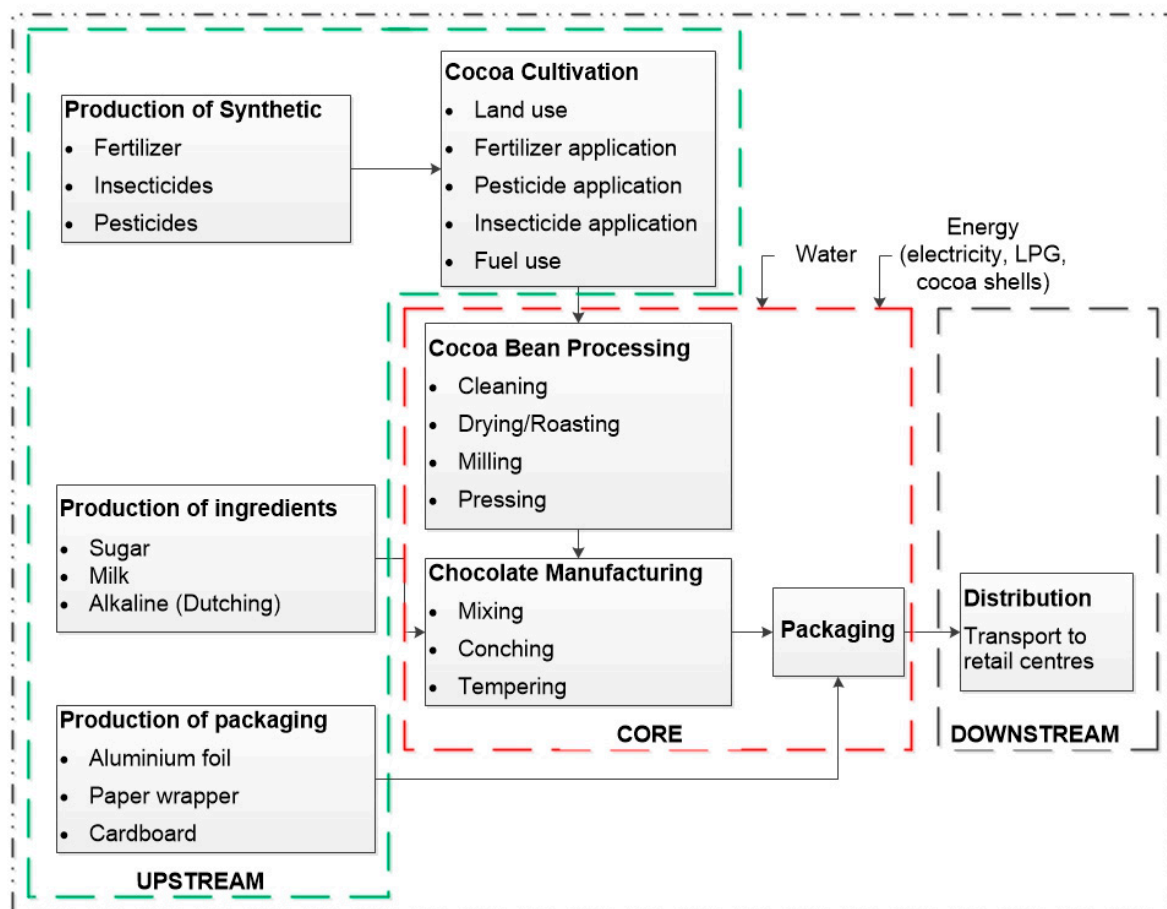 Production of Synthetic
• Fertilizer
• Insecticides
• Pesticides
Cocoa Cultivation
• Land use
• Fertilizer application
• Pesticide application
• Insecticide application
• Fuel use
Water
Energy
(electricity, LPG,
cocoa shells)
Cocoa Bean Processing
• Cleaning
• Drying/Roasting
• Milling
• Pressing
Production of ingredients
• Sugar
• Milk
• Alkaline (Dutching)
Chocolate Manufacturing
• Mixing
• Conching
• Tempering
Packaging
Distribution
Transport to
retail centres
Production of packaging
• Aluminium foil
• Paper wrapper
• Cardboard
CORE
DOWNSTREAM
UPSTREAM